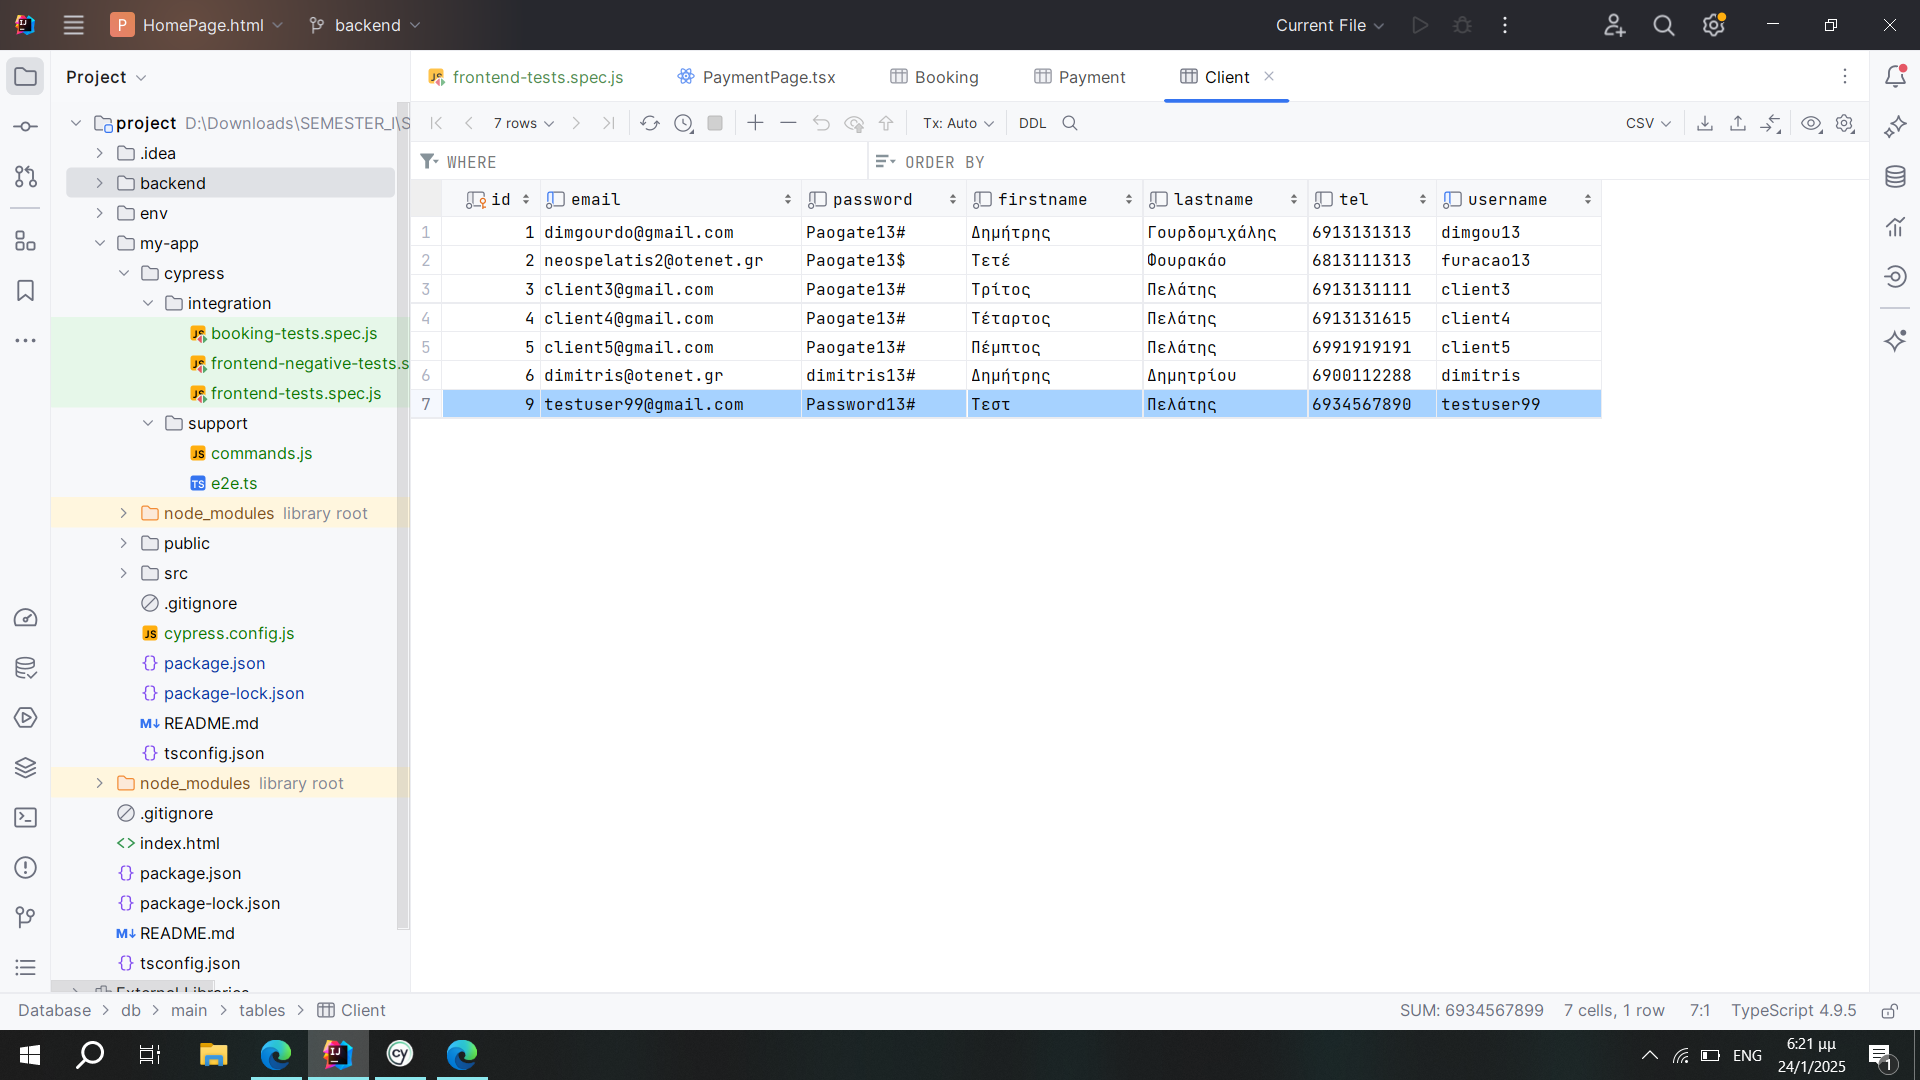 P HomePage.html backend Current File
Project
frontend-tests.spec.js PaymentPage.tsx Booking Payment Client
7 rows Tx: Auto DDL CSV
WHERE ORDER BY
project D:\Downloads\SEMESTER_I\S
.idea
backend
env
my-app
cypress
integration
booking-tests.spec.js
frontend-negative-tests.s
frontend-tests.spec.js
support
commands.js
e2e.ts
node_modules library root
public
src
.gitignore
cypress.config.js
package.json
package-lock.json
README.md
tsconfig.json
node_modules library root
.gitignore
index.html
package.json
package-lock.json
README.md
tsconfig.json
External Libraries
id email password firstname lastname tel username
1 1 dimgourdo@gmail.com Paogate13# Δημήτρης Γουρδομιχάλης 6913131313 dimgou13
2 2 neospelatis2@otenet.gr Paogate13$ Τετέ Φουρακάο 6813111313 furacao13
3 3 client3@gmail.com Paogate13# Τρίτος Πελάτης 6913131111 client3
4 4 client4@gmail.com Paogate13# Τέταρτος Πελάτης 6913131615 client4
5 5 client5@gmail.com Paogate13# Πέμπτος Πελάτης 6991919191 client5
6 6 dimitris@otenet.gr dimitris13# Δημήτρης Δημητρίου 6900112288 dimitris
7 9 testuser99@gmail.com Password13# Τεστ Πελάτης 6934567890 testuser99
Database db main tables Client SUM: 6934567899 7 cells, 1 row 7:1 TypeScript 4.9.5
ENG 6:21 μμ
24/1/2025
1